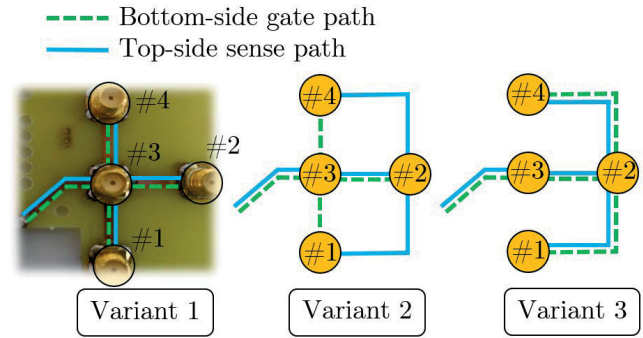 Bottom-side gate path
Top-side sense path
#4
#3
#2
#1
Variant 1
#4
#3
#2
#1
Variant 2
#4
#3
#2
#1
Variant 3